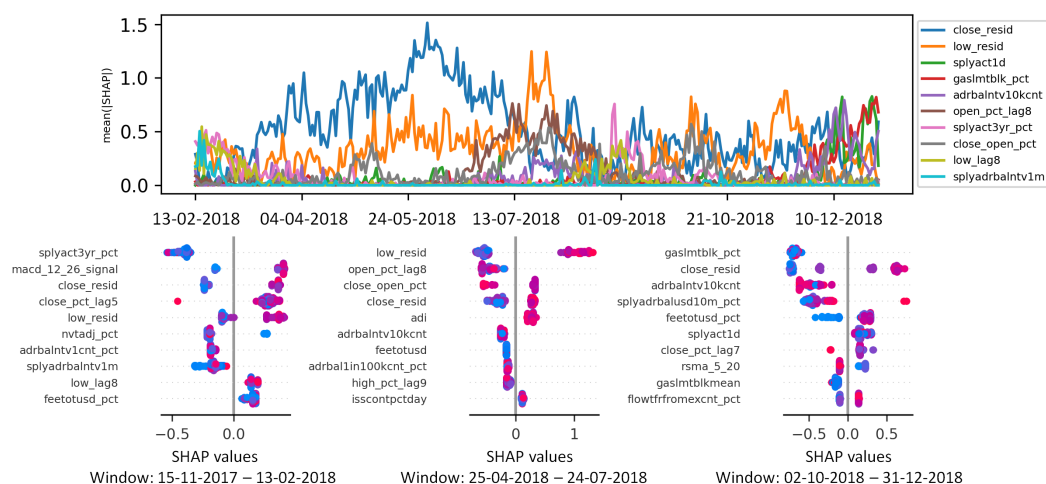 1.5
1.0
0.5
0.0
mean(|SHAP|)
13-02-2018 04-04-2018 24-05-2018 13-07-2018 01-09-2018 21-10-2018 10-12-2018
close_resid
low_resid
splyact1d
gaslmtblk_pct
adrbalntv10kcnt
open_pct_lag8
splyact3yr_pct
close_open_pct
low_lag8
splyadrbalntv1m
splyact3yr_pct
macd_12_26_signal
close_resid
close_pct_lag5
low_resid
nvtadj_pct
adrbalntv1cnt_pct
splyadrbalntv1m
low_lag8
feetotusd_pct
−0.5 0.0
SHAP values
Window: 15-11-2017 − 13-02-2018
low_resid
open_pct_lag8
close_open_pct
close_resid
adi
adrbalntv10kcnt
feetotusd
adrbal1in100kcnt_pct
high_pct_lag9
isscontpctday
0 1
SHAP values
Window: 25-04-2018 − 24-07-2018
gaslmtblk_pct
close_resid
adrbalntv10kcnt
splyadrbalusd10m_pct
feetotusd_pct
splyact1d
close_pct_lag7
rsma_5_20
gaslmtblkmean
flowtfrfromexcnt_pct
−0.5 0.0 0.5
SHAP values
Window: 02-10-2018 − 31-12-2018